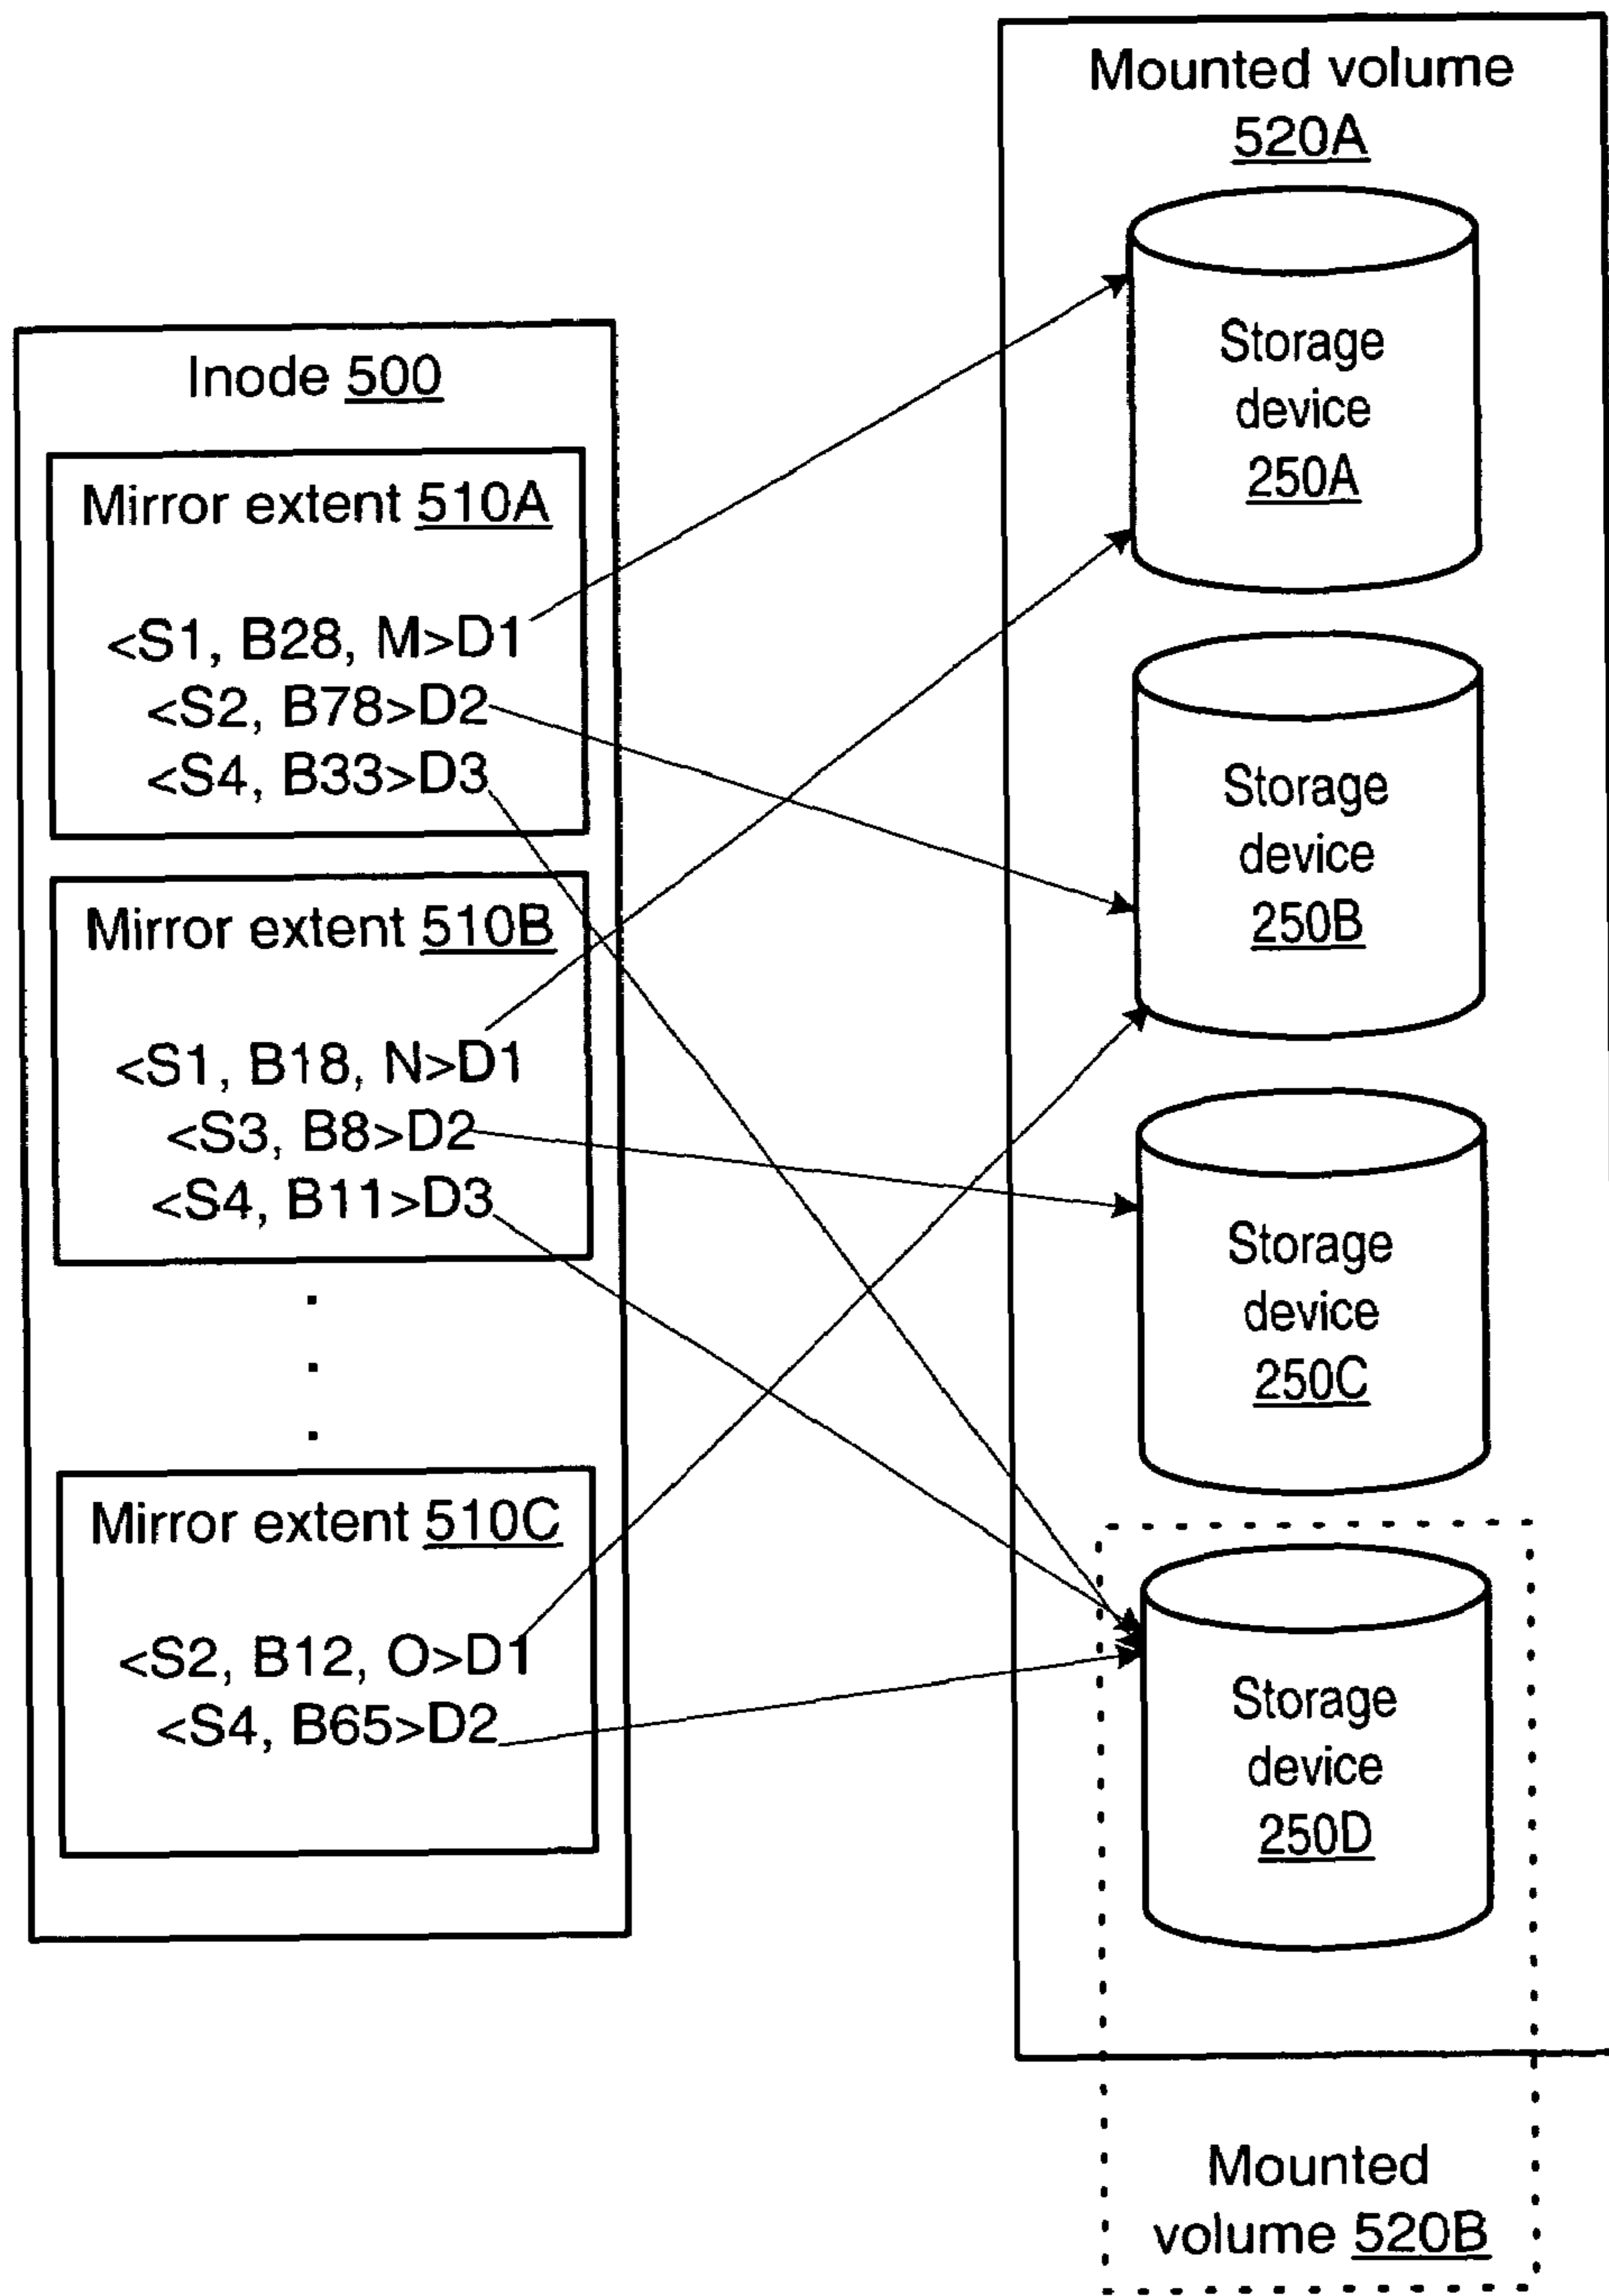 Inode 500
Mirror extent 510A
<S1, B28, M>D1
<S2, B78>D2
<S4, B33>D3
Mirror extent 510B
<S1, B18, N>D1
<S3, B8>D2
<S4, B11>D3
.
.
.
Mirror extent 510C
<S2, B12, O>D1
<S4, B65>D2
Mounted volume
520A
Storage
device
250A
Storage
device
250B
Storage
device
250C
Storage
device
250D
Mounted
volume 520B